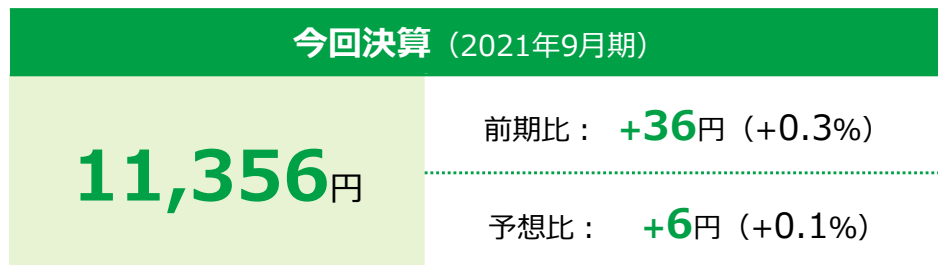 今回決算（2021年9月期）
11,356円
前期比： +36円（+0.3%）
予想比： +6円（+0.1%）